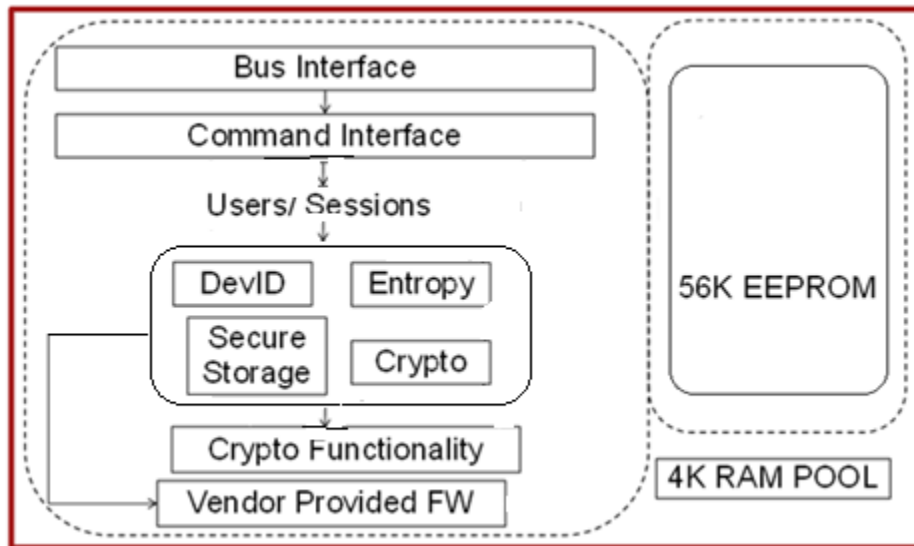 Bus Interface
Command Interface
Users/ Sessions
DevID
Entropy
Secure
Storage
Crypto
Crypto Functionality
Vendor Provided FW
56K EEPROM
4K RAM POOL